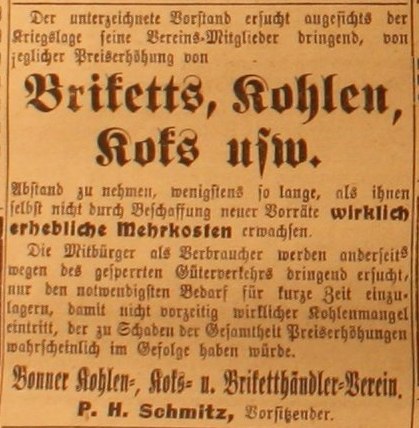 Der unterzeichnete Vorstand ersucht angesichts der
Kriegslage seine Vereins-Mitglieder dringend, von
jeglicher Preiserhöhung von
Briketts, Kohlen,
Koks usw.
Abstand zu nehmen, wenigstens so lange, als ihnen
selbst nicht durch Beschaffung neuer Vorräte wirklich
erhebliche Mehrkosten erwachsen.
Die Mitbürger als Verbraucher werden anderseits
wegen des gesperrten Güterverkehrs dringend ersucht,
nur den notwendigsten Bedarf für kurze Zeit einzu-
lagern, damit nicht vorzeitig wirklicher Kohlenmangel
eintritt, der zu Schaden der Gesamtheit Preiserhöhungen
wahrscheinlich im Gefolge haben würde.
Bonner Kohlen-, Koks- u. Briketthändler-Verein.
P. H. Schmitz, Vorsitzender.